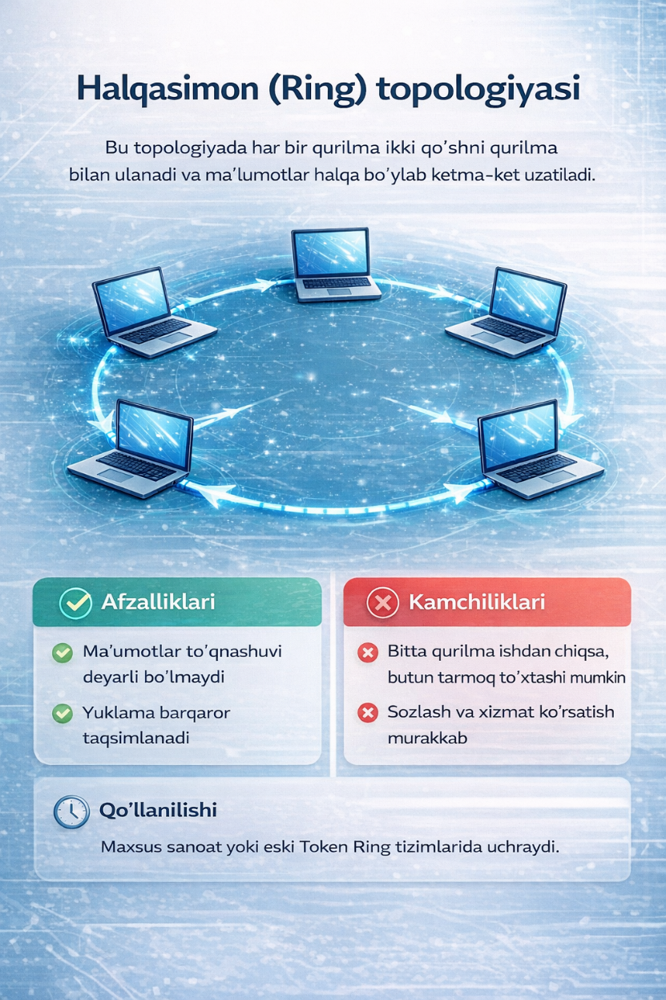 Halqasimon (Ring) topologiyasi
Bu topologiyada har bir qurilma ikki qo'shni qurilma
bilan ulanadi va ma'lumotlar halqa bo'ylab ketma-ket uzatiladi.
Afzalliklari
Ma'umotlar to'qnashuvi
deyarli bo'lmaydi
Yuklama barqaror
taqsimlanadi
Kamchiliklari
Bitta qurilma ishdan chiqsa,
butun tarmoq to'xtashi mumkin
Sozlash va xizmat ko'rsatish
murakkab
Qo'llanilishi
Maxsus sanoat yoki eski Token Ring tizimlarida uchraydi.